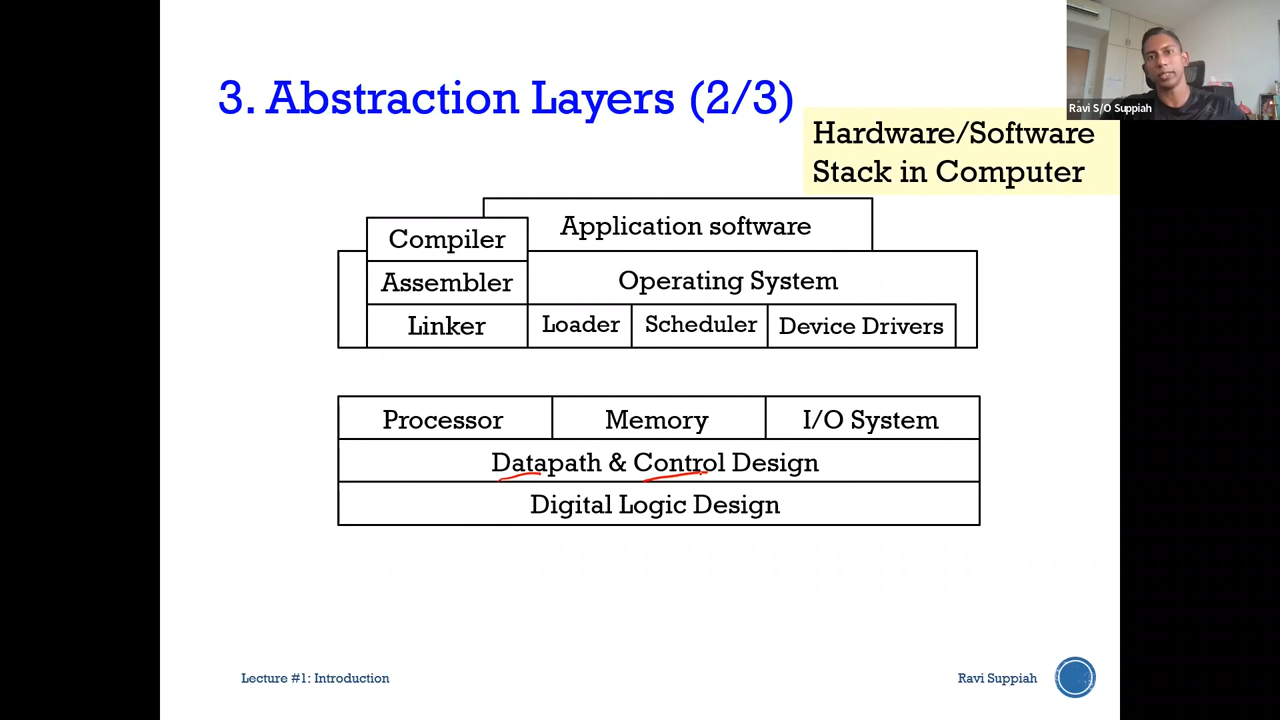 3. Abstraction Layers (2/3)
Ravi S/O Suppiah
Hardware/Software
Stack in Computer
Application software
Compiler
Assembler
Operating System
Linker
Loader
Scheduler
Device Drivers
Processor
Memory
I/O System
Datapath & Control Design
Digital Logic Design
Lecture #1: Introduction
Ravi Suppiah